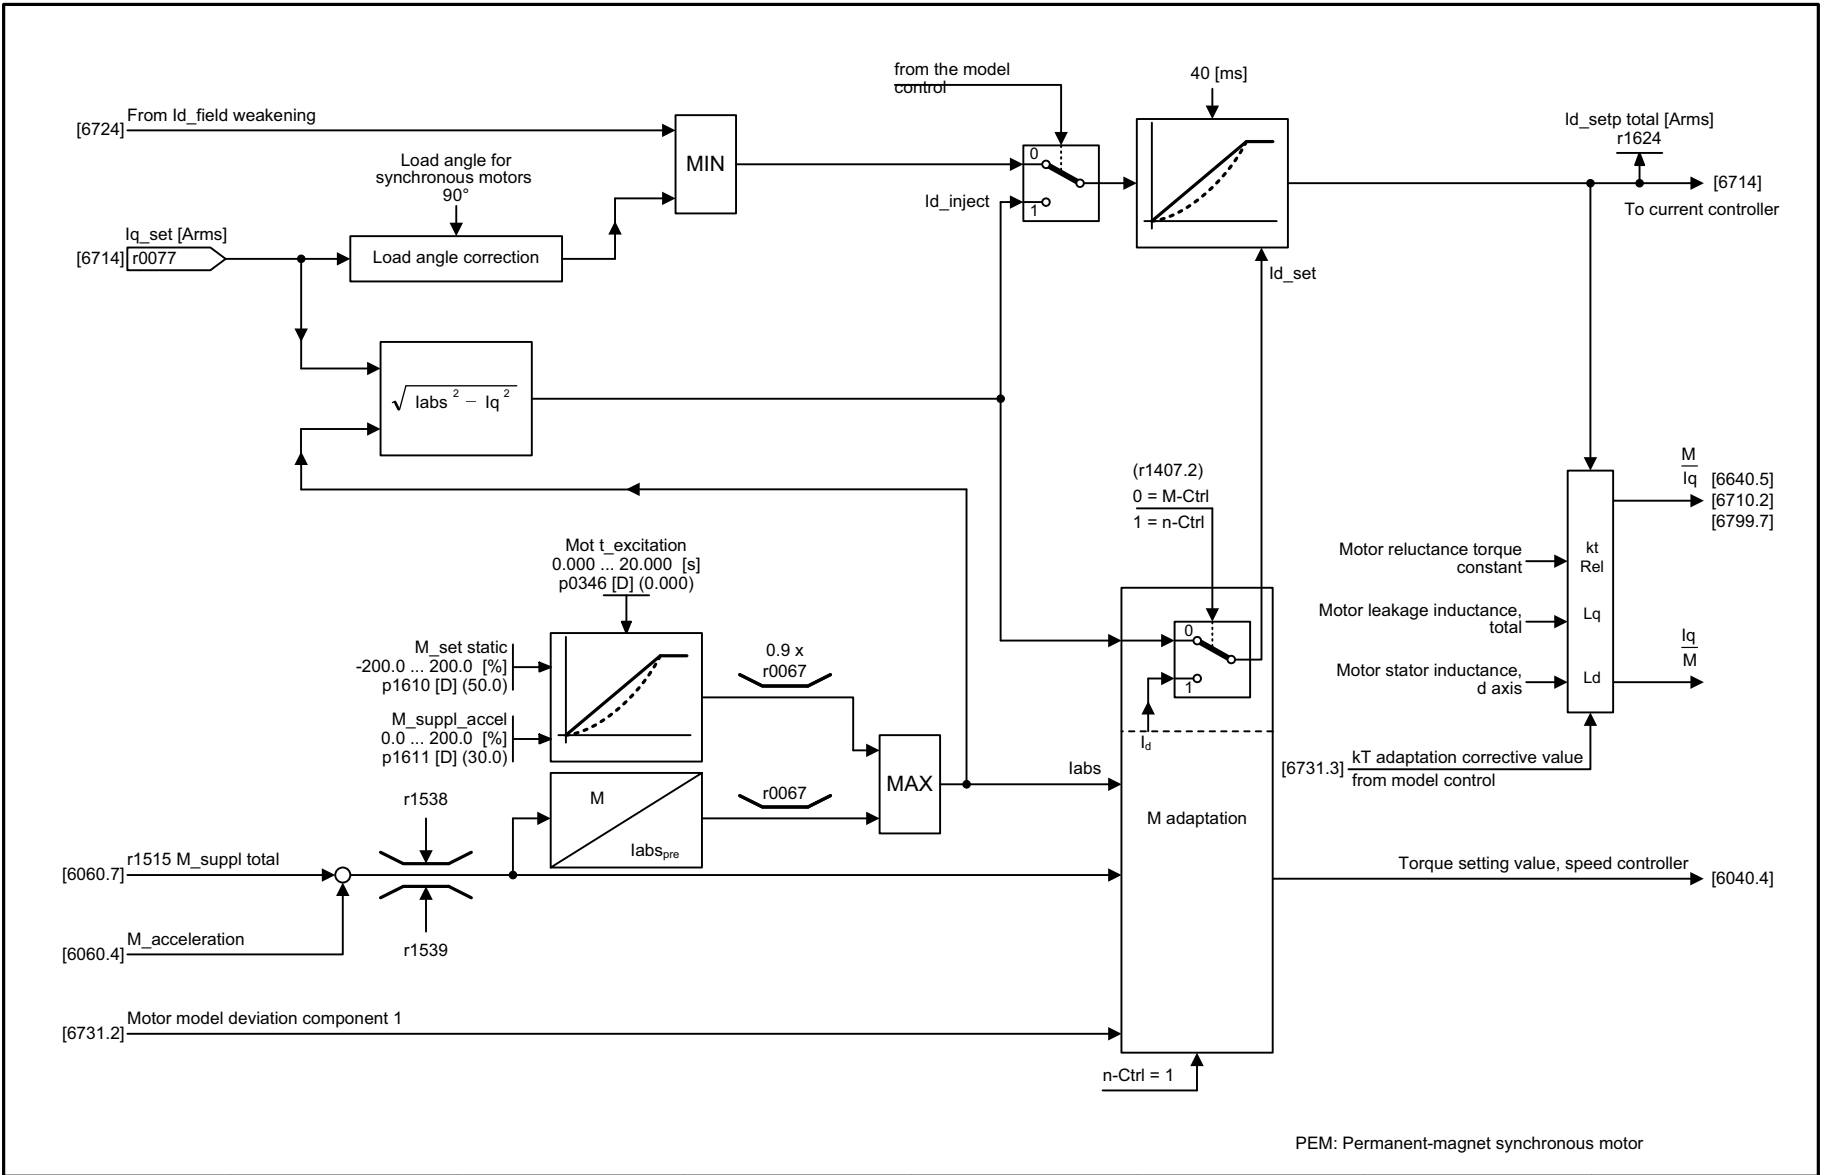 from the model
control
40 [ms]
[6724]
From Id_field weakening
Id_setp total [Arms]
r1624
Load angle for
synchronous motors
90°
MIN
0
1
Id_inject
[6714]
To current controller
Iq_set [Arms]
[6714]
r0077
Load angle correction
Id_set
√ Iabs ² – Iq ²
(r1407.2)
0 = M-Ctrl
1 = n-Ctrl
M
Iq
[6640.5]
[6710.2]
[6799.7]
Mot t_excitation
0.000 ... 20.000 [s]
p0346 [D] (0.000)
Motor reluctance torque
constant
kt
Rel
Motor leakage inductance,
total
Lq
Iq
M
Motor stator inductance,
d axis
Ld
M_set static
-200.0 ... 200.0 [%]
p1610 [D] (50.0)
0.9 x
r0067
0
1
Id
M_suppl_accel
0.0 ... 200.0 [%]
p1611 [D] (30.0)
[6731.3]
kT adaptation corrective value
from model control
MAX
Iabs
r1538
M
Iabspre
r0067
M adaptation
[6060.7]
r1515 M_suppl total
Torque setting value, speed controller
[6040.4]
[6060.4]
M_acceleration
r1539
[6731.2]
Motor model deviation component 1
n-Ctrl = 1
PEM: Permanent-magnet synchronous motor